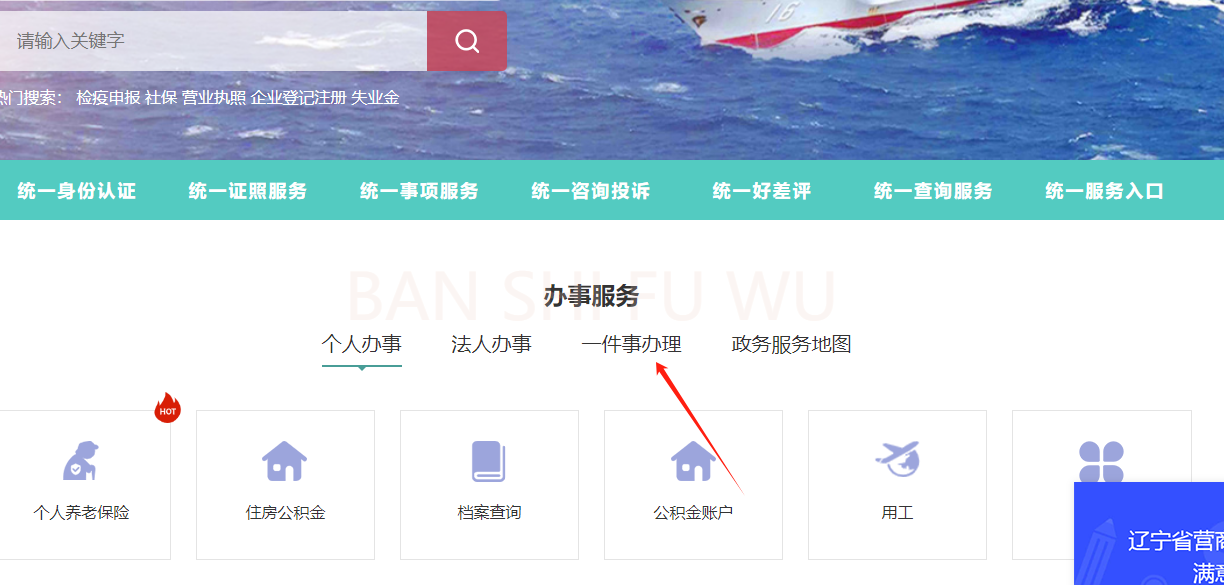 16
请输入关键字
热门搜索： 检疫申报 社保 营业执照 企业登记注册 失业金
统一身份认证 统一证照服务 统一事项服务 统一咨询投诉 统一好差评 统一查询服务 统一服务入口
BAN SHI FU WU
办事服务
个人办事 法人办事 一件事办理 政务服务地图
HOT
个人养老保险 住房公积金 档案查询 公积金账户 用工
辽宁省营商
满意